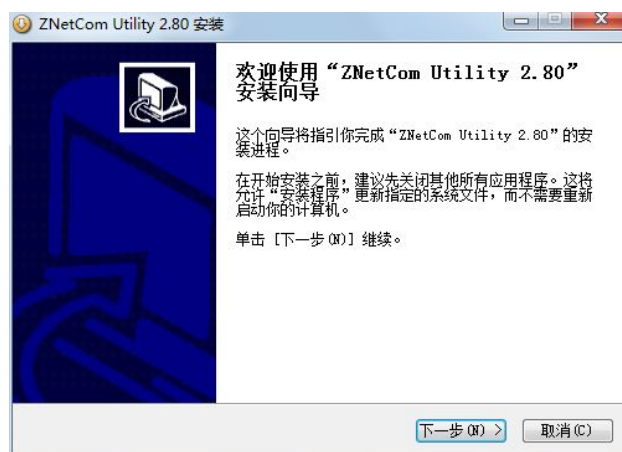 ZNetCom Utility 2.80 安装
欢迎使用“ZNetCom Utility 2.80”
安装向导
这个向导将指引你完成“ZNetCom Utility 2.80”的安
装进程。
在开始安装之前，建议先关闭其他所有应用程序。这将
允许“安装程序”更新指定的系统文件，而不需要重新
启动你的计算机。
单击 [下一步(N)] 继续。
下一步(N) >
取消(C)